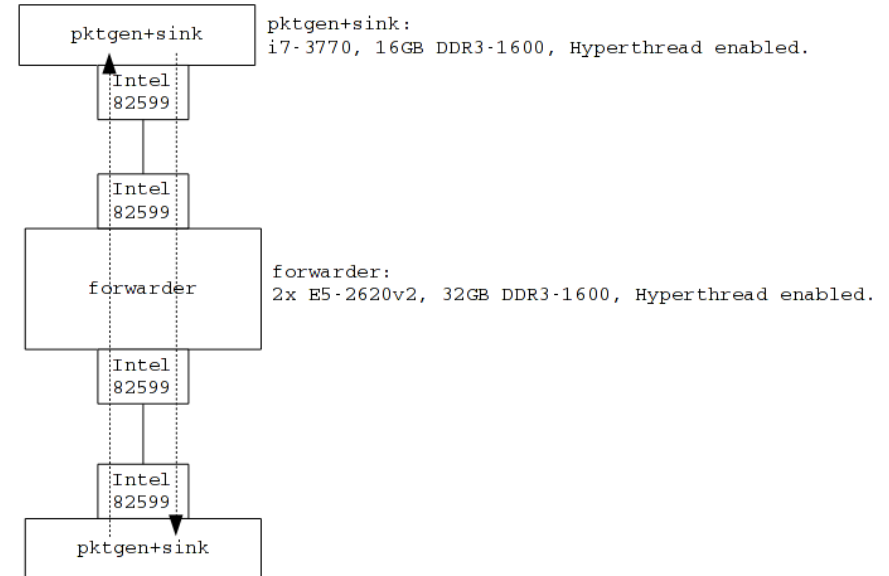 pktgen+sink
pktgen+sink:
i7-3770, 16GB DDR3-1600, Hyperthread enabled.
Intel
82599
Intel
82599
forwarder
forwarder:
2x E5-2620v2, 32GB DDR3-1600, Hyperthread enabled.
Intel
82599
Intel
82599
pktgen+sink